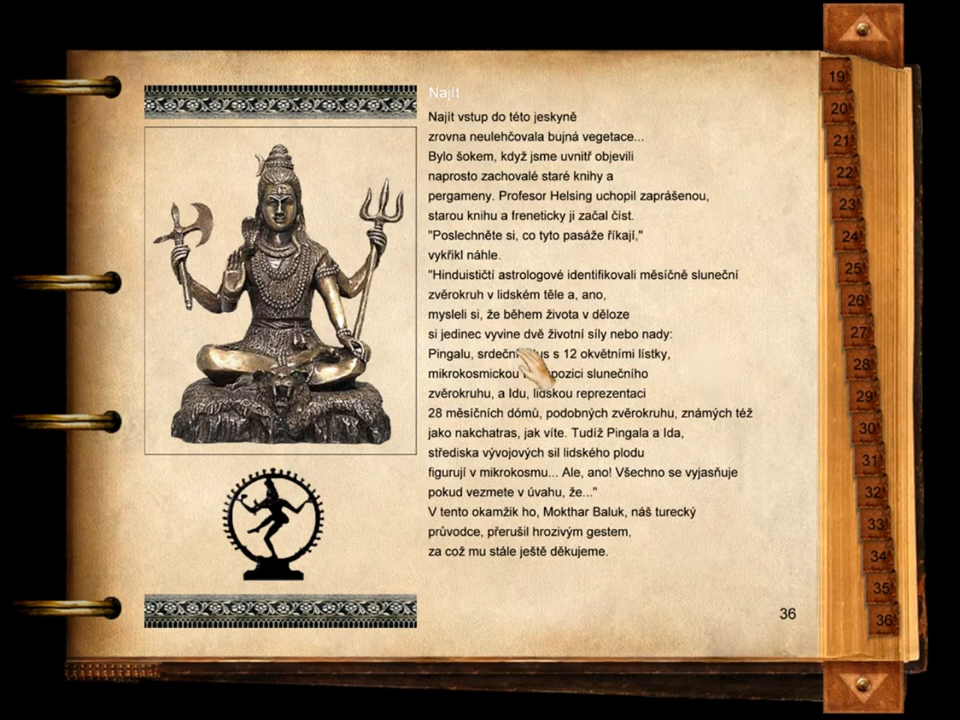 Najít
Najít vstup do této jeskyně
zrovna neulehčovala bujná vegetace...
Bylo šokem, když jsme uvnitř objevili
naprosto zachovalé staré knihy a
pergameny. Profesor Helsing uchopil zaprášenou,
starou knihu a freneticky ji začal číst.
"Poslechněte si, co tyto pasáže říkají,"
vykřikl náhle.
"Hinduističtí astrologové identifikovali měsíčně sluneční
zvěrokruh v lidském těle a, ano,
mysleli si, že během života v děloze
si jedinec vyvine dvě životní síly nebo nady:
Pingalu, s 12 okvětními lístky,
mikrokosmickou slunečního
zvěrokruhu, a Idu, lidskou reprezentaci
28 měsíčních dómů, podobných zvěrokruhu, známých též
jako nakchatras, jak víte. Tudíž Pingala a Ida,
střediska vývojových sil lidského plodu
figurují v mikrokosmu... Ale, ano! Všechno se vyjasňuje
pokud vezmete v úvahu, že..."
V tento okamžik ho, Mokthar Baluk, náš turecký
průvodce, přerušil hrozivým gestem,
za což mu stále ještě děkujeme.
36
19
20
21
22
23
24
25
26
27
28
29
30
31
32
33
34
35
36